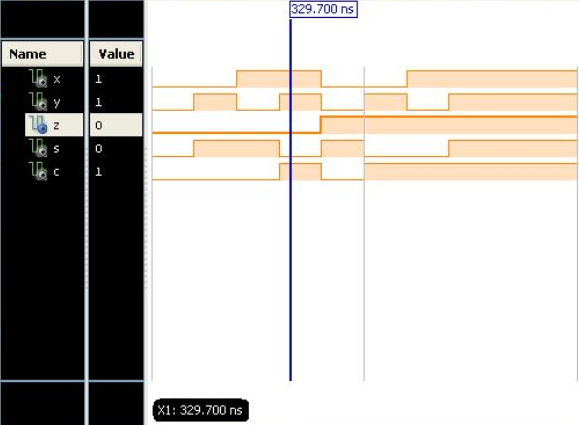 329.700 ns
Name Value
x 1
y 1
z 0
s 0
c 1
X1: 329.700 ns